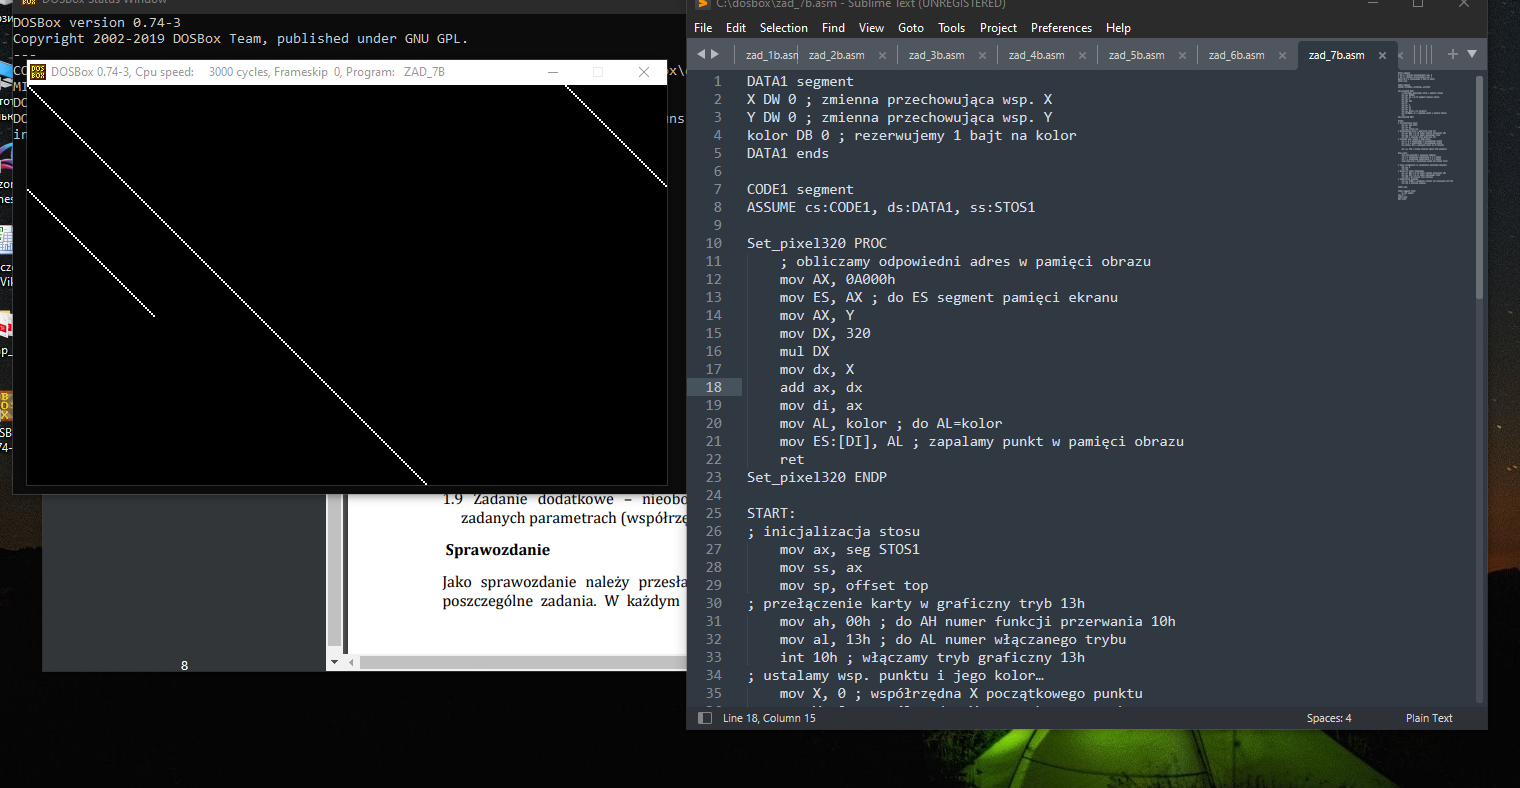 DOSBox Status Window
DOSBox version 0.74-3
Copyright 2002-2019 DOSBox Team, published under GNU GPL.
---
DOSBox 0.74-3, Cpu speed: 3000 cycles, Frameskip 0, Program: ZAD_7B
1.9 Zadanie dodatkowe –
zadanych parametrach
Sprawozdanie
Jako sprawozdanie należy
poszczególne zadania. W każdym
8
C:\dosbox\zad_7b.asm - Sublime Text (UNREGISTERED)
File Edit Selection Find View Goto Tools Project Preferences Help
zad_1b.asm zad_2b.asm zad_3b.asm zad_4b.asm zad_5b.asm zad_6b.asm zad_7b.asm
1 DATA1 segment
2 X DW 0 ; zmienna przechowująca wsp. X
3 Y DW 0 ; zmienna przechowująca wsp. Y
4 kolor DB 0 ; rezerwujemy 1 bajt na kolor
5 DATA1 ends
6
7 CODE1 segment
8 ASSUME cs:CODE1, ds:DATA1, ss:STOS1
9
10 Set_pixel320 PROC
11 ; obliczamy odpowiedni adres w pamięci obrazu
12 mov AX, 0A000h
13 mov ES, AX ; do ES segment pamięci ekranu
14 mov AX, Y
15 mov DX, 320
16 mul DX
17 mov dx, X
18 add ax, dx
19 mov di, ax
20 mov AL, kolor ; do AL=kolor
21 mov ES:[DI], AL ; zapalamy punkt w pamięci obrazu
22 ret
23 Set_pixel320 ENDP
24
25 START:
26 ; inicjalizacja stosu
27 mov ax, seg STOS1
28 mov ss, ax
29 mov sp, offset top
30 ; przełączenie karty w graficzny tryb 13h
31 mov ah, 00h ; do AH numer funkcji przerwania 10h
32 mov al, 13h ; do AL numer włączanego trybu
33 int 10h ; włączamy tryb graficzny 13h
34 ; ustalamy wsp. punktu i jego kolor…
35 mov X, 0 ; współrzędna X początkowego punktu
Line 18, Column 15 Spaces: 4 Plain Text